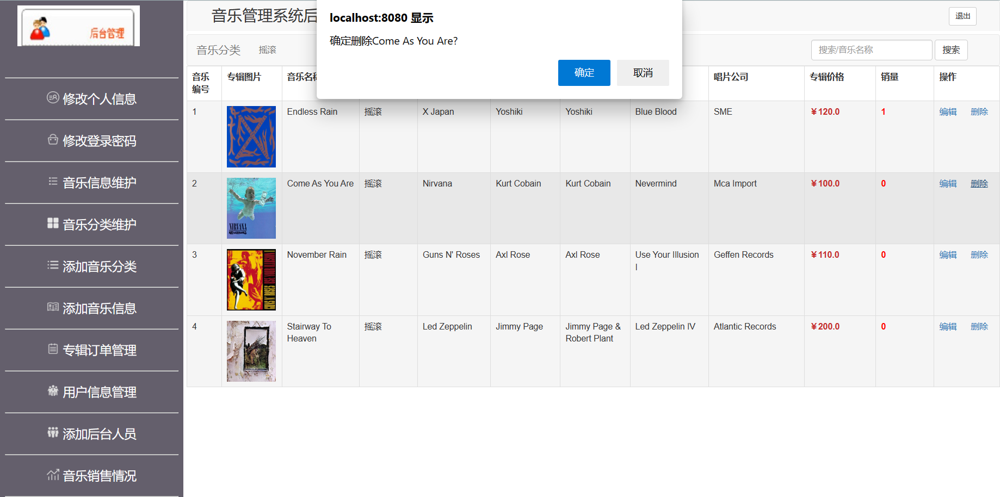 后台管理
修改个人信息
修改登录密码
音乐信息维护
音乐分类维护
添加音乐分类
添加音乐信息
专辑订单管理
用户信息管理
添加后台人员
音乐销售情况
音乐管理系统后
退出
localhost:8080 显示
确定删除Come As You Are?
确定 取消
音乐分类 摇滚 搜索/音乐名称 搜索
音乐编号 专辑图片 音乐名称 唱片公司 专辑价格 销量 操作
1 Endless Rain 摇滚 X Japan Yoshiki Yoshiki Blue Blood SME ￥120.0 1 编辑 删除
2 Come As You Are 摇滚 Nirvana Kurt Cobain Kurt Cobain Nevermind Mca Import ￥100.0 0 编辑 删除
NIRVANA
NEVERMIND
3 November Rain 摇滚 Guns N' Roses Axl Rose Axl Rose Use Your Illusion I Geffen Records ￥110.0 0 编辑 删除
GUNS N' ROSES USE YOUR ILLUSION I
4 Stairway To Heaven 摇滚 Led Zeppelin Jimmy Page Jimmy Page & Robert Plant Led Zeppelin IV Atlantic Records ￥200.0 0 编辑 删除